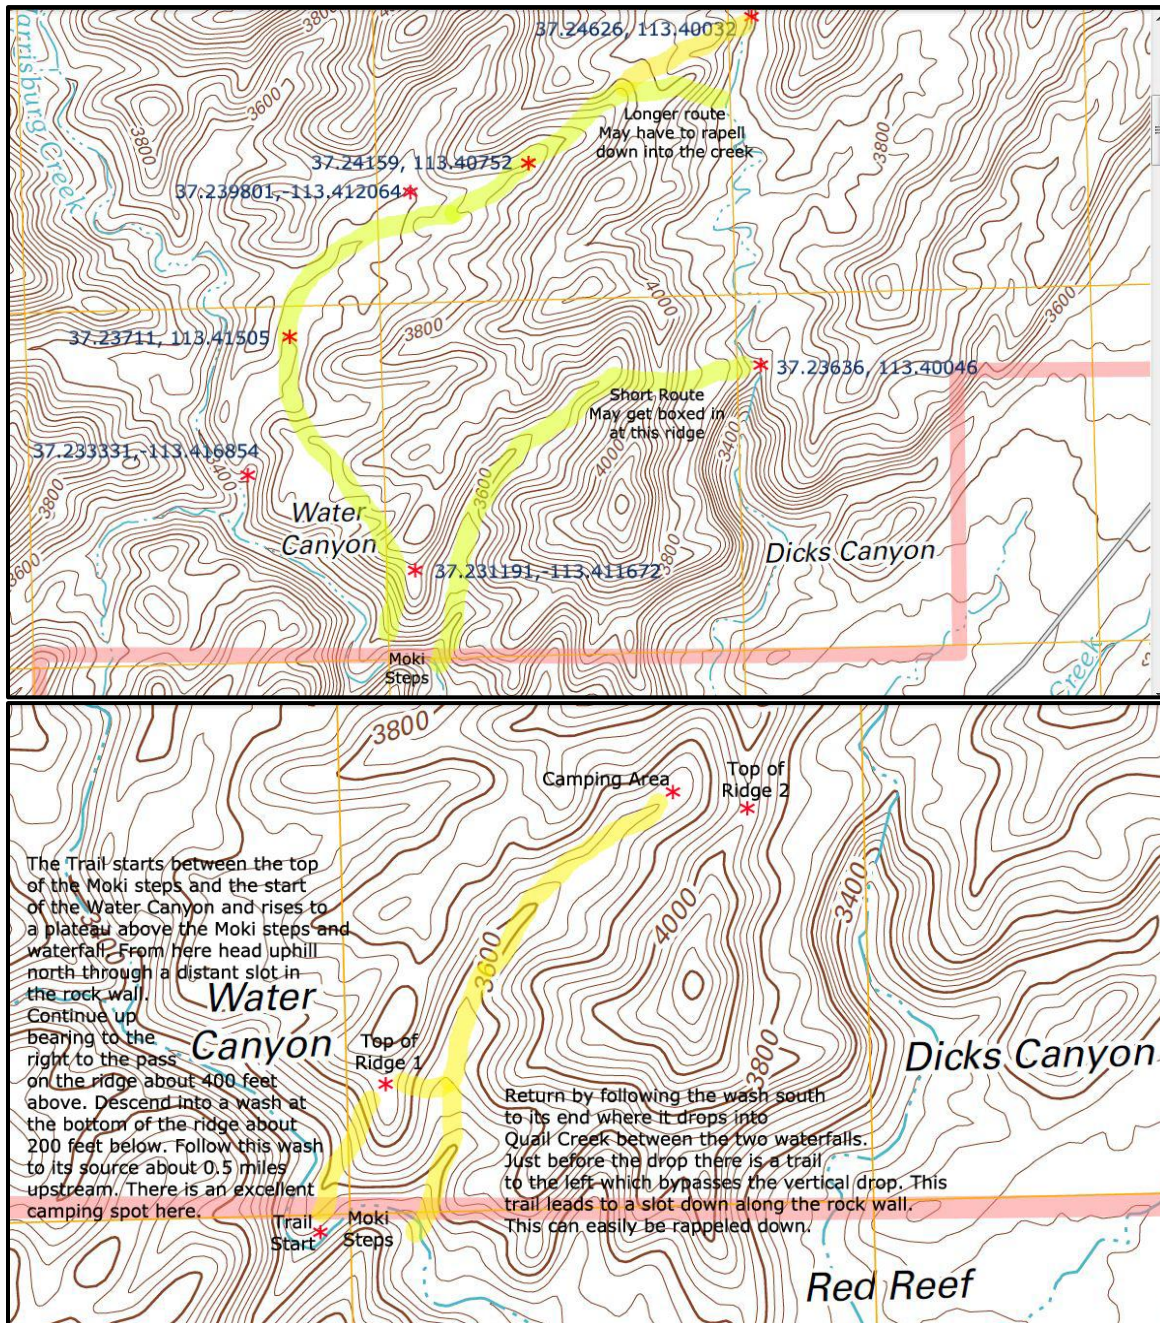 3800
37.24626, 113.40032
arrisburg Creek
3600
3800
Longer route
May have to rapell
down into the creek
3800
37.24159, 113.40752
37.239801,-113.412064
4000
3600
3800
37.23711, 113.41505
37.23636, 113.40046
Short Route
May get boxed in
at this ridge
3400
37.233331,-113.416854
3400
4000
3600
3800
Water
Canyon
Dicks Canyon
3800
3600
37.231191,-113.411672
Moki
Steps
Creek
3800
Camping Area
Top of
Ridge 2
The Trail starts between the top
of the Moki steps and the start
of the Water Canyon and rises to
a plateau above the Moki steps and
waterfall. From here head uphill
north through a distant slot in
the rock wall.
Continue up
bearing to the
right to the pass
on the ridge about 400 feet
above. Descend into a wash at
the bottom of the ridge about
200 feet below. Follow this wash
to its source about 0.5 miles
upstream. There is an excellent
camping spot here.
3400
4000
3400
3600
Water
Canyon
Top of
Ridge 1
Dicks Canyon
3800
Return by following the wash south
to its end where it drops into
Quail Creek between the two waterfalls.
Just before the drop there is a trail
to the left which bypasses the vertical drop. This
trail leads to a slot down along the rock wall.
This can easily be rappeled down.
Trail
Start
Moki
Steps
Red Reef